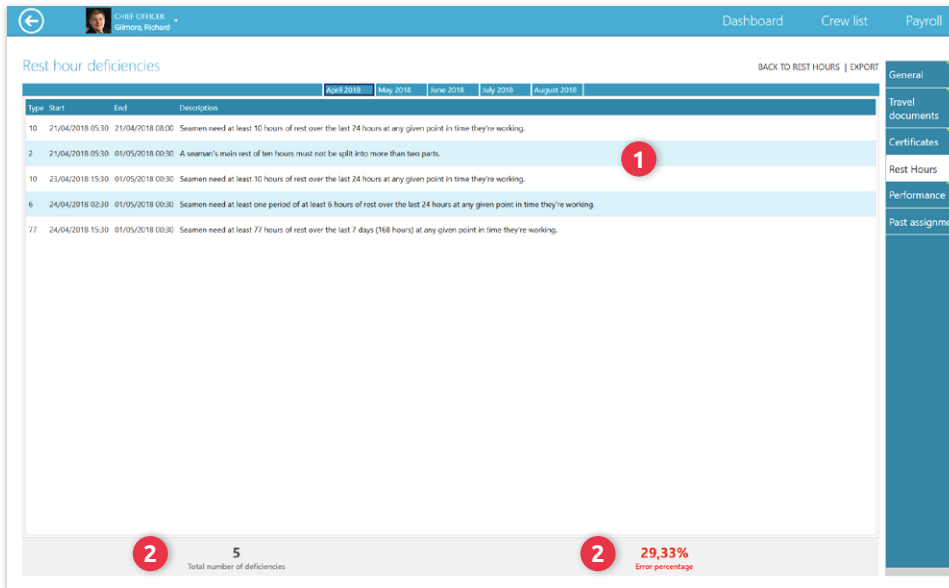 CHIEF OFFICER
Gilmore, Richard
Dashboard Crew list Payroll
Rest hour deficiencies
BACK TO REST HOURS | EXPORT
April 2018 May 2018 June 2018 July 2018 August 2018
Type Start End Description
10 21/04/2018 05:30 21/04/2018 08:00 Seamen need at least 10 hours of rest over the last 24 hours at any given point in time they're working.
2 21/04/2018 05:30 01/05/2018 00:30 A seaman's main rest of ten hours must not be split into more than two parts.
10 23/04/2018 15:30 01/05/2018 00:30 Seamen need at least 10 hours of rest over the last 24 hours at any given point in time they're working.
6 24/04/2018 02:30 01/05/2018 00:30 Seamen need at least one period of at least 6 hours of rest over the last 24 hours at any given point in time they're working.
77 24/04/2018 15:30 01/05/2018 00:30 Seamen need at least 77 hours of rest over the last 7 days (168 hours) at any given point in time they're working.
1
General
Travel
documents
Certificates
Rest Hours
Performance
Past assignme
2
5
Total number of deficiencies
2
29,33%
Error percentage